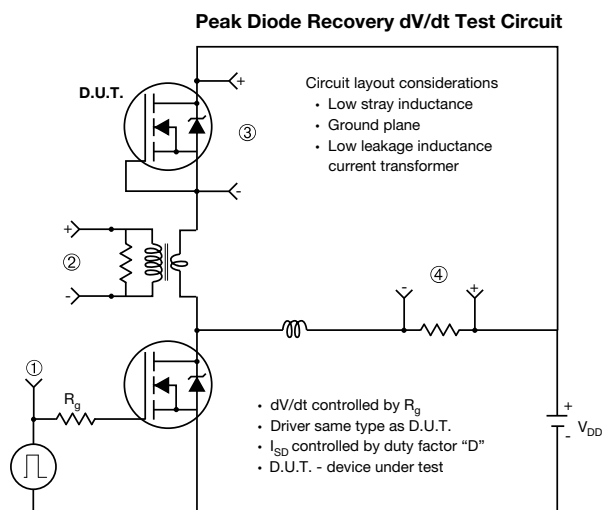 Peak Diode Recovery dV/dt Test Circuit
D.U.T.
+
Circuit layout considerations
• Low stray inductance
• Ground plane
• Low leakage inductance
current transformer
③
-
+
②
-
④
-
+
①
Rg
• dV/dt controlled by Rg
• Driver same type as D.U.T.
• ISD controlled by duty factor “D”
• D.U.T. - device under test
+
-
VDD